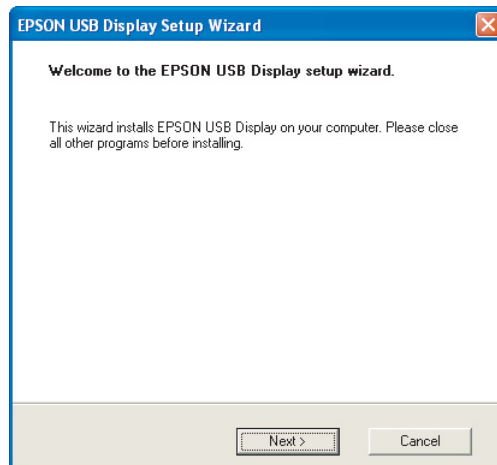 EPSON USB Display Setup Wizard
Welcome to the EPSON USB Display setup wizard.
This wizard installs EPSON USB Display on your computer. Please close
all other programs before installing.
Next >
Cancel